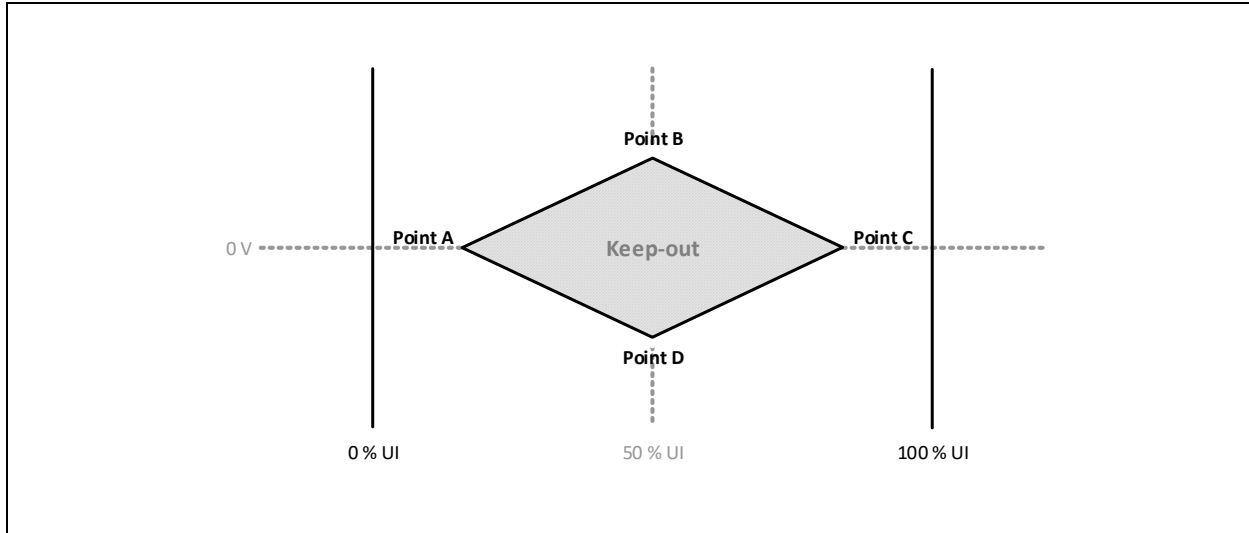 Point B
0 V
Point A
Keep-out
Point C
Point D
0 % UI
50 % UI
100 % UI